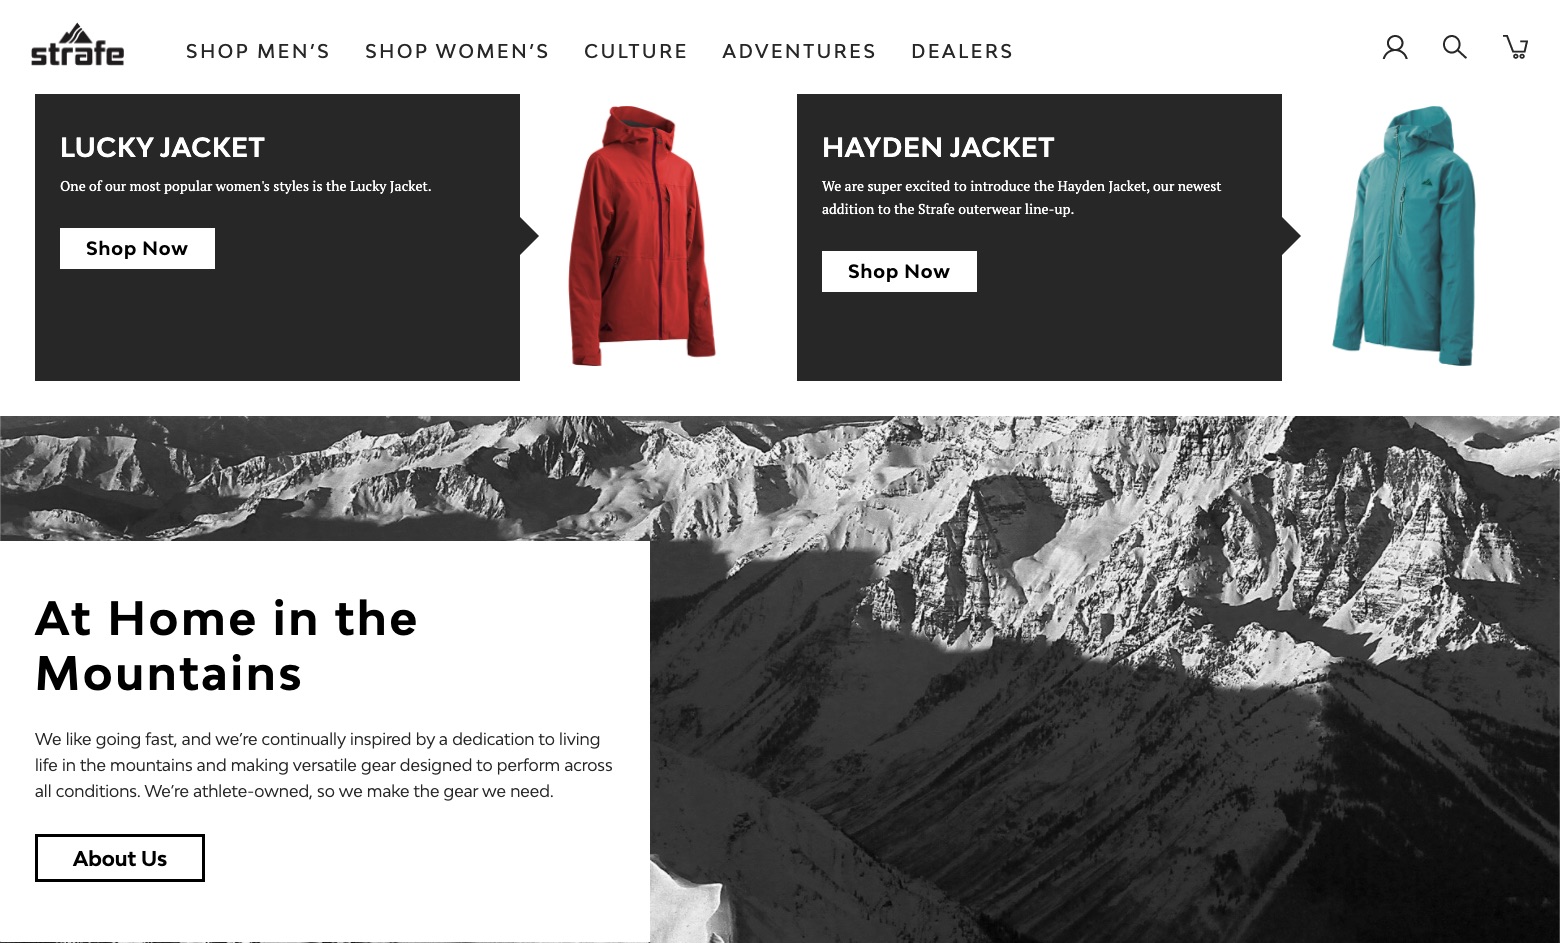 strafe
SHOP MEN’S SHOP WOMEN’S CULTURE ADVENTURES DEALERS
LUCKY JACKET
One of our most popular women's styles is the Lucky Jacket.
Shop Now
HAYDEN JACKET
We are super excited to introduce the Hayden Jacket, our newest
addition to the Strafe outerwear line-up.
Shop Now
At Home in the
Mountains
We like going fast, and we’re continually inspired by a dedication to living
life in the mountains and making versatile gear designed to perform across
all conditions. We’re athlete-owned, so we make the gear we need.
About Us